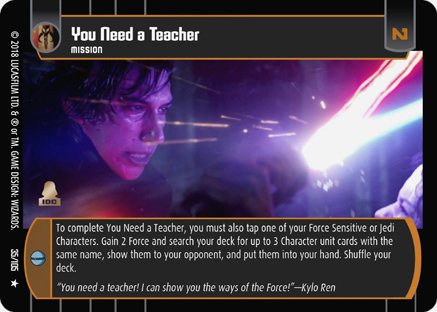 You Need a Teacher
MISSION
N
© 2018 LUCASFILM LTD. & ® or TM. GAME DESIGN: WIZARDS.
IDC
35/105
To complete You Need a Teacher, you must also tap one of your Force Sensitive or Jedi
Characters. Gain 2 Force and search your deck for up to 3 Character unit cards with the
same name, show them to your opponent, and put them into your hand. Shuffle your
deck.
"You need a teacher! I can show you the ways of the Force!"—Kylo Ren